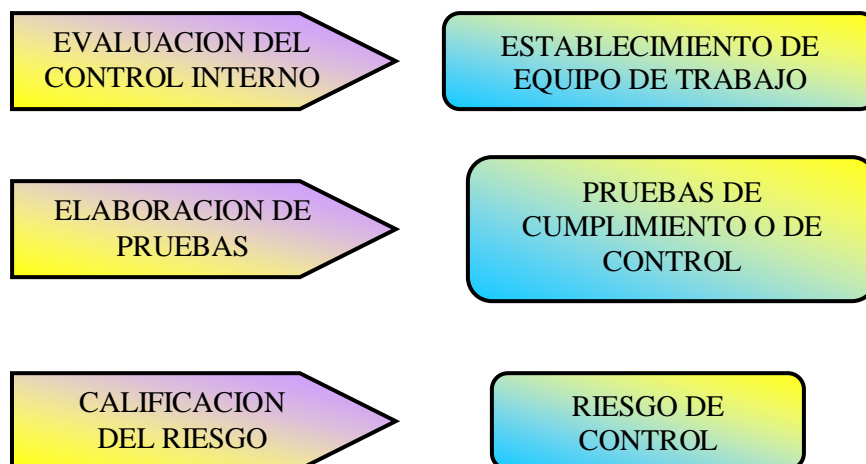 EVALUACION DEL
CONTROL INTERNO
ESTABLECIMIENTO DE
EQUIPO DE TRABAJO
ELABORACION DE
PRUEBAS
PRUEBAS DE
CUMPLIMIENTO O DE
CONTROL
CALIFICACION
DEL RIESGO
RIESGO DE
CONTROL